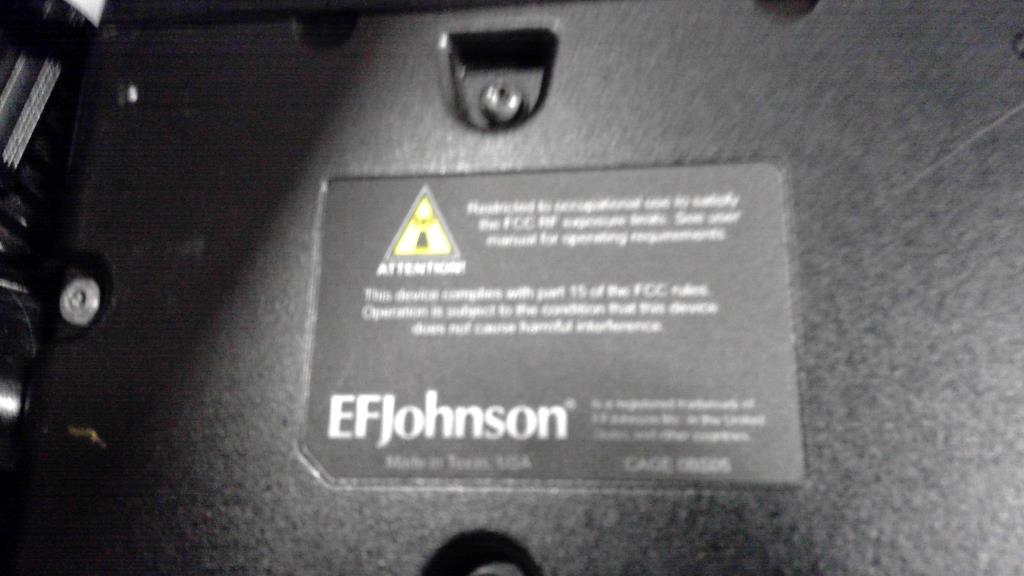 Restricted to occupational use to satisfy
the FCC RF exposure limits. See user
manual for operating requirements.
ATTENTION!
This device complies with part 15 of the FCC rules.
Operation is subject to the condition that this device
does not cause harmful interference.
EFJohnson®
is a registered trademark of
EFJohnson Inc. in the United
States and other countries.
Made in Texas, USA
CAGE